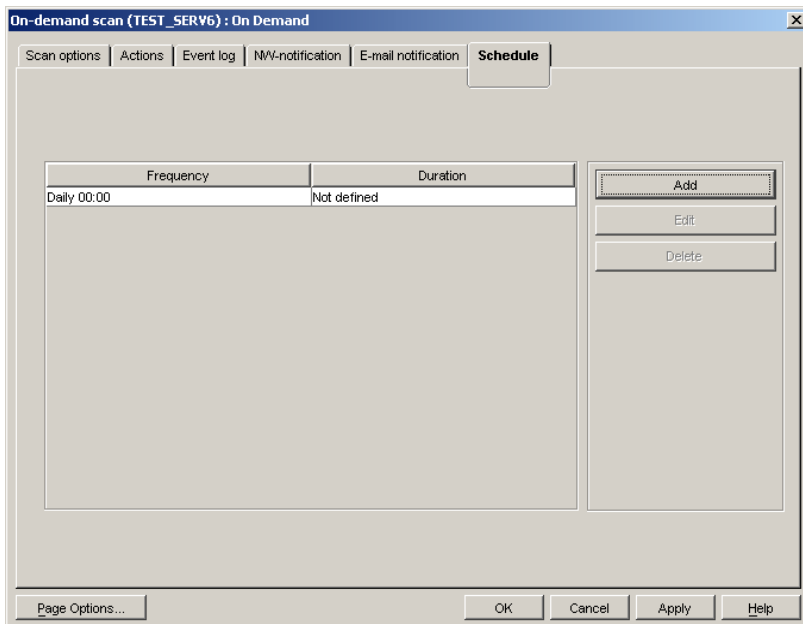 On-demand scan (TEST_SERV6) : On Demand
Scan options Actions Event log NW-notification E-mail notification Schedule
Frequency Duration
Daily 00:00 Not defined
Add
Edit
Delete
Page Options... OK Cancel Apply Help